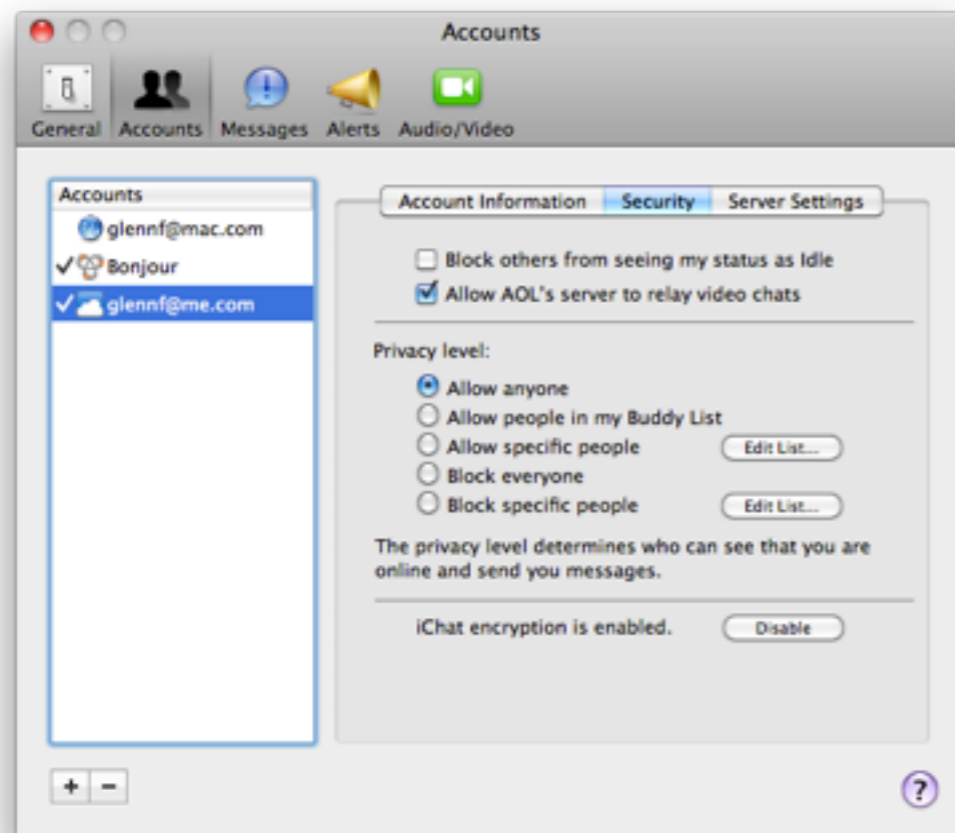 Accounts
General Accounts Messages Alerts Audio/Video
Accounts
glennf@mac.com
Bonjour
glennf@me.com
Account Information Security Server Settings
Block others from seeing my status as Idle
Allow AOL's server to relay video chats
Privacy level:
Allow anyone
Allow people in my Buddy List
Allow specific people Edit List...
Block everyone
Block specific people Edit List...
The privacy level determines who can see that you are
online and send you messages.
iChat encryption is enabled. Disable
+ −
?